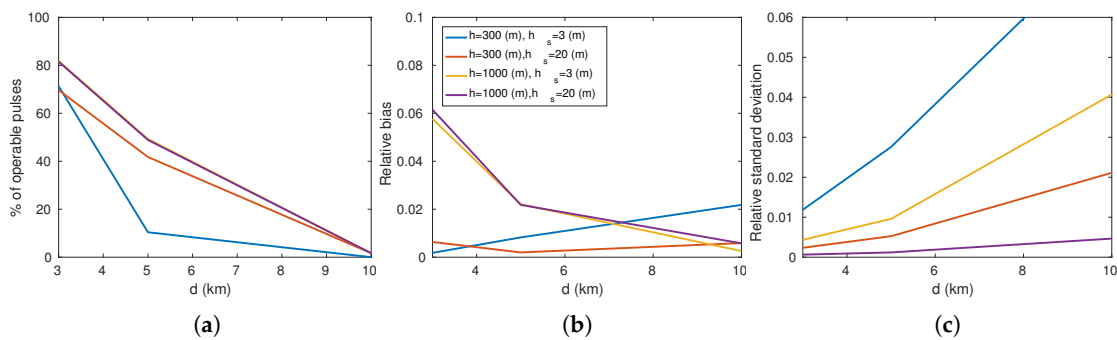 100
80
60
40
20
0
3 4 5 6 7 8 9 10
d (km)
% of operable pulses
(a)
0.1
0.08
0.06
0.04
0.02
0
4 6 8 10
d (km)
Relative bias
h=300 (m), h s=3 (m)
h=300 (m),h s=20 (m)
h=1000 (m), h s=3 (m)
h=1000 (m),h s=20 (m)
(b)
0.06
0.05
0.04
0.03
0.02
0.01
0
4 6 8 10
d (km)
Relative standard deviation
(c)